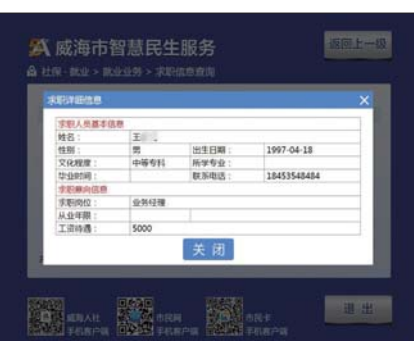 威海市智慧民生服务
返回上一级
社保·就业 > 就业业务 > 求职信息查询
求职详细信息
求职人员基本信息
姓名: 王
性别: 男 出生日期: 1997-04-18
文化程度: 中等专科 所学专业:
毕业时间: 联系电话: 18453548484
求职意向信息
求职岗位: 业务经理
从业年限:
工资待遇: 5000
关闭
威海人社 市民网 市民卡
手机客户端 手机客户端 手机客户端
退出